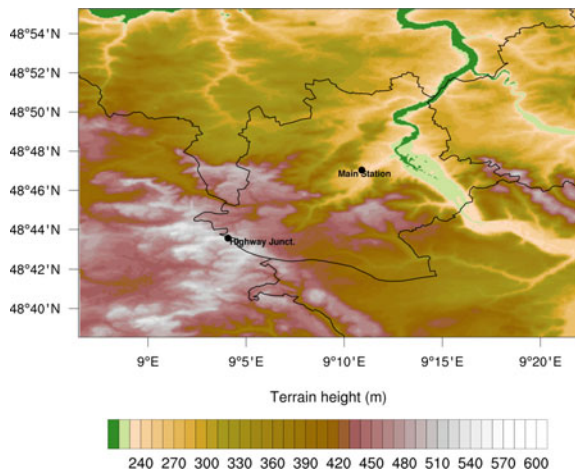 48°54'N
48°52'N
48°50'N
48°48'N
48°46'N
48°44'N
48°42'N
48°40'N
Main Station
Highway Junct.
9°E 9°5'E 9°10'E 9°15'E 9°20'E
Terrain height (m)
240 270 300 330 360 390 420 450 480 510 540 570 600